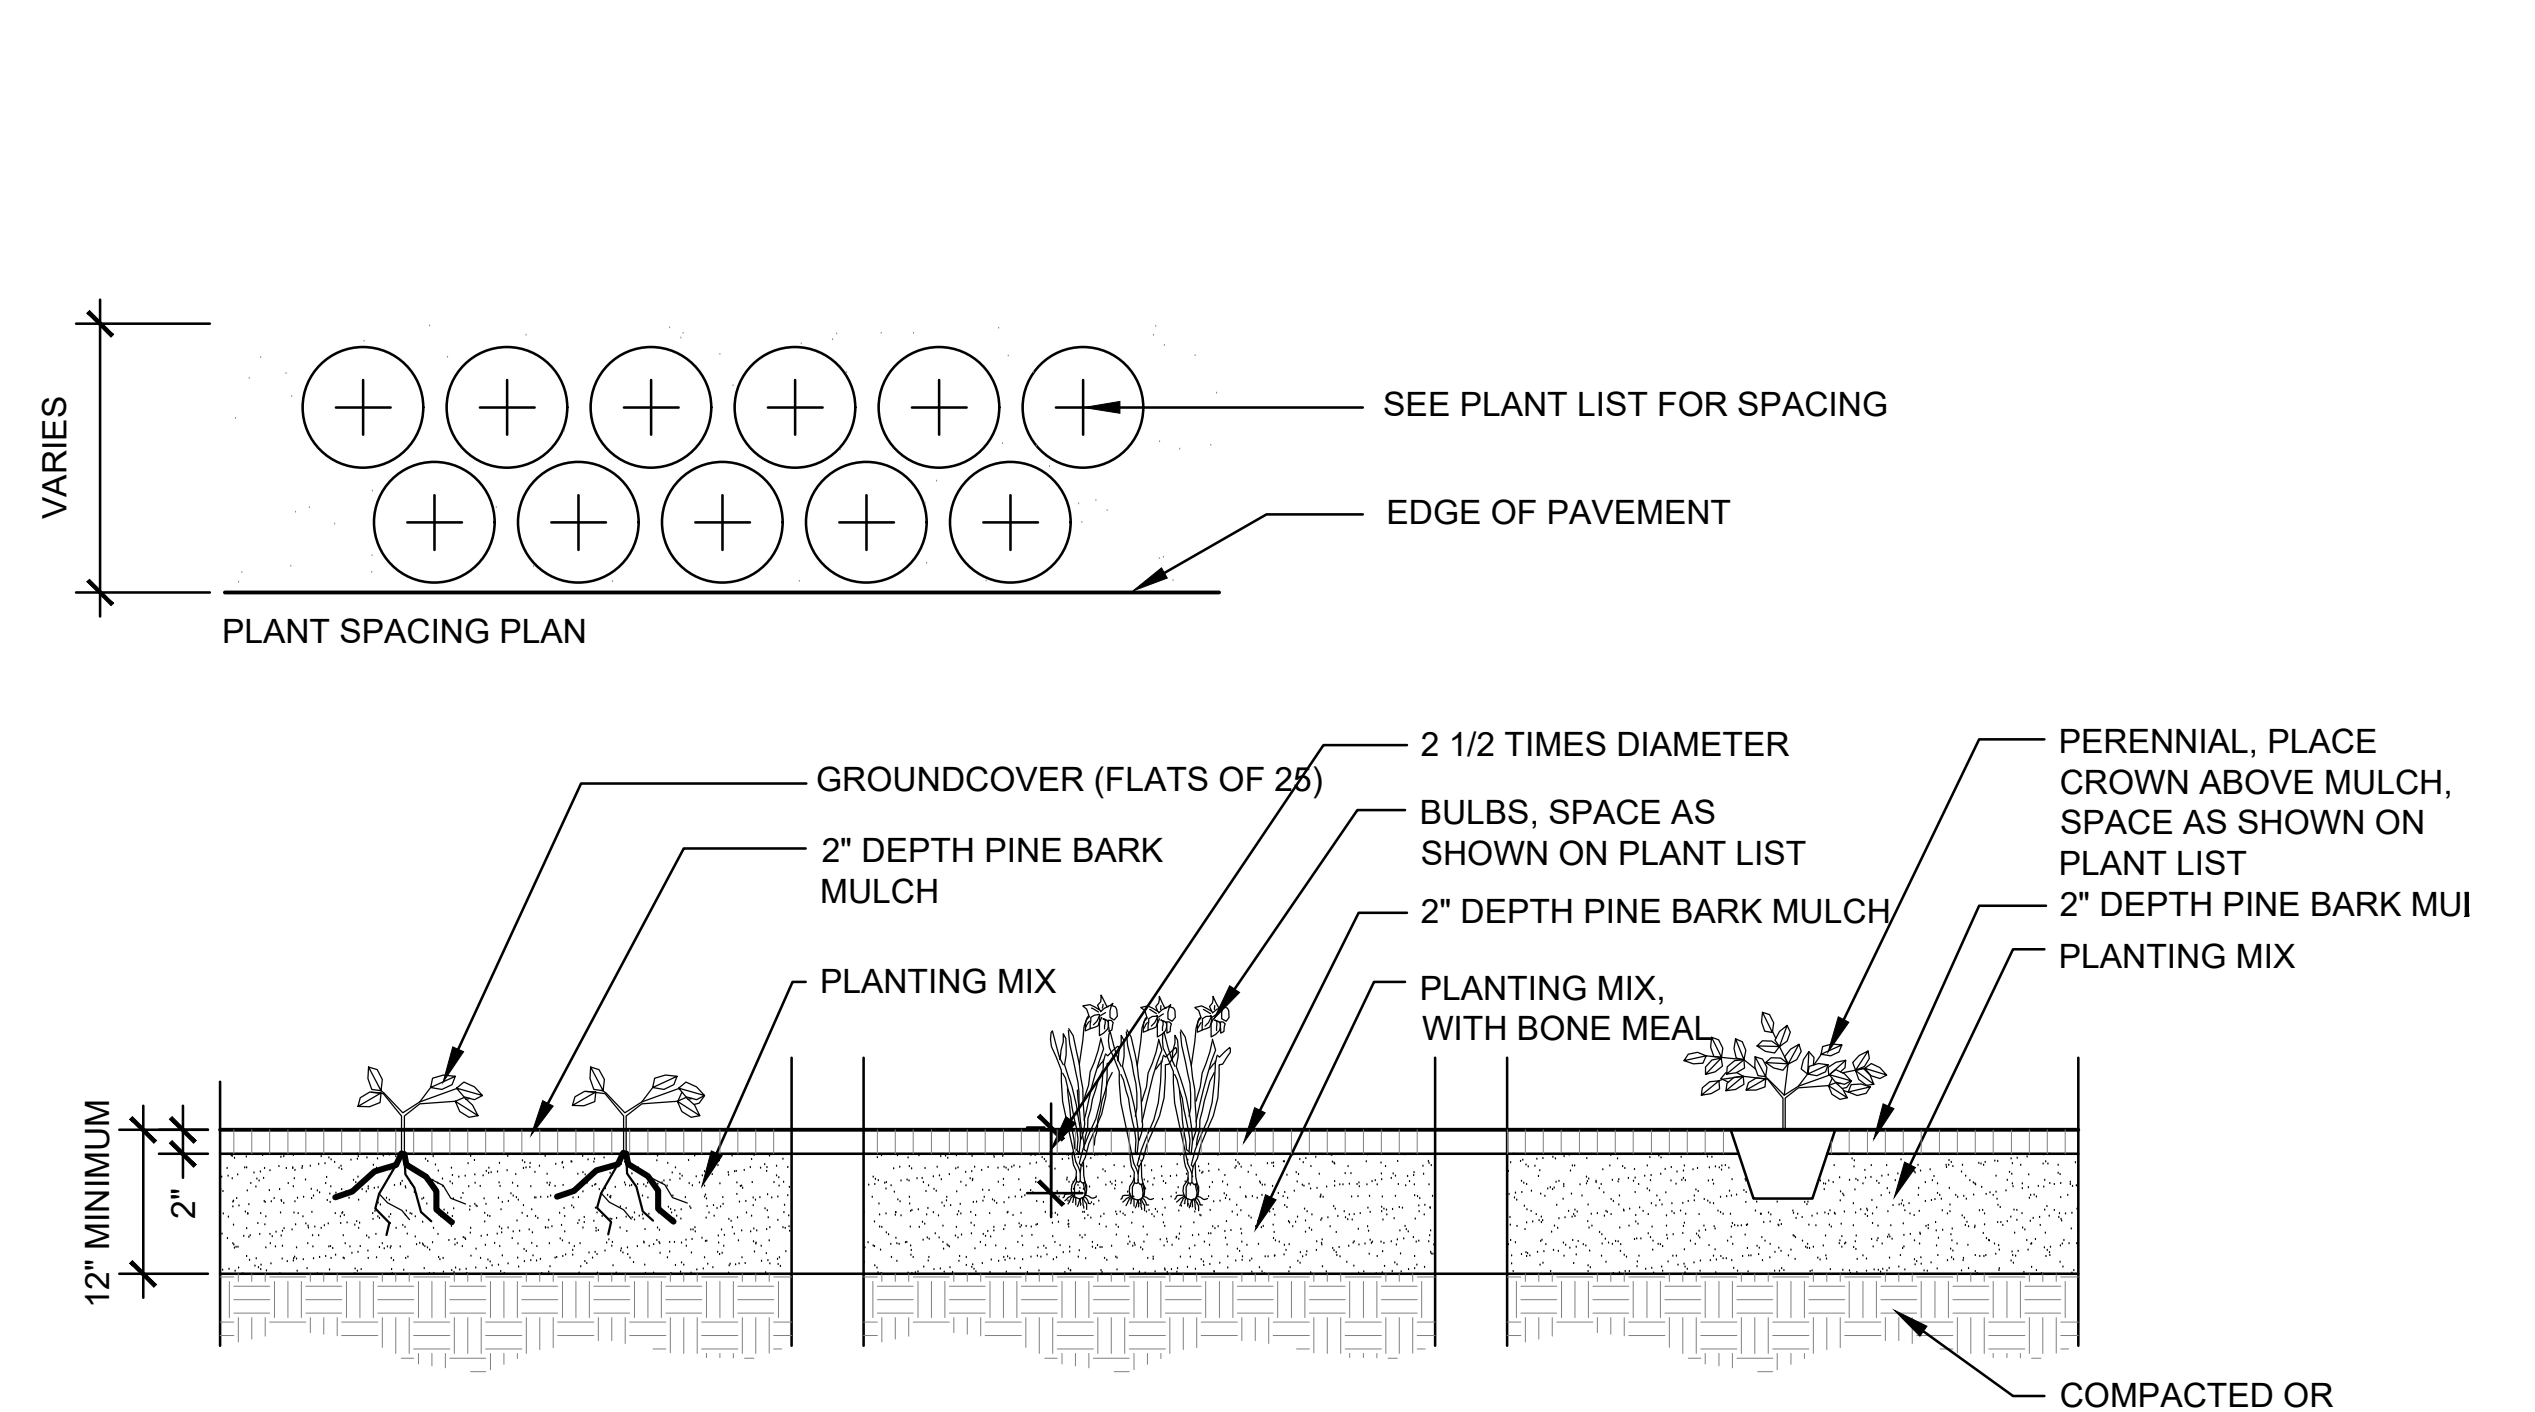 VARIES
SEE PLANT LIST FOR SPACING
EDGE OF PAVEMENT
PLANT SPACING PLAN
GROUNDCOVER (FLATS OF 25)
2" DEPTH PINE BARK
MULCH
PLANTING MIX
2 1/2 TIMES DIAMETER
BULBS, SPACE AS
SHOWN ON PLANT LIST
2" DEPTH PINE BARK MULCH
PLANTING MIX,
WITH BONE MEAL
PERENNIAL, PLACE
CROWN ABOVE MULCH,
SPACE AS SHOWN ON
PLANT LIST
2" DEPTH PINE BARK
PLANTING MIX
12" MINIMUM
2"
COMPACTED OR